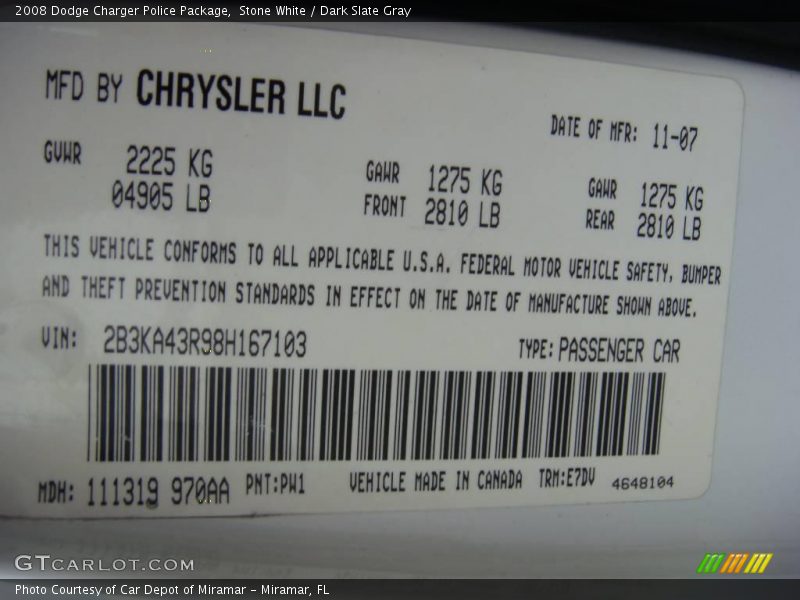 2008 Dodge Charger Police Package,  Stone White / Dark Slate Gray
MFD BY CHRYSLER LLC
DATE OF MFR: 11-07
GVWR 2225 KG GAWR 1275 KG GAWR 1275 KG
04905 LB FRONT 2810 LB REAR 2810 LB
THIS VEHICLE CONFORMS TO ALL APPLICABLE U.S.A. FEDERAL MOTOR VEHICLE SAFETY, BUMPER
AND THEFT PREVENTION STANDARDS IN EFFECT ON THE DATE OF MANUFACTURE SHOWN ABOVE.
VIN: 2B3KA43R98H167103 TYPE: PASSENGER CAR
MDH: 111319 970AA PNT:PW1 VEHICLE MADE IN CANADA TRM:E7DV 4648104
GTCARLOT.COM
Photo Courtesy of Car Depot of Miramar – Miramar, FL